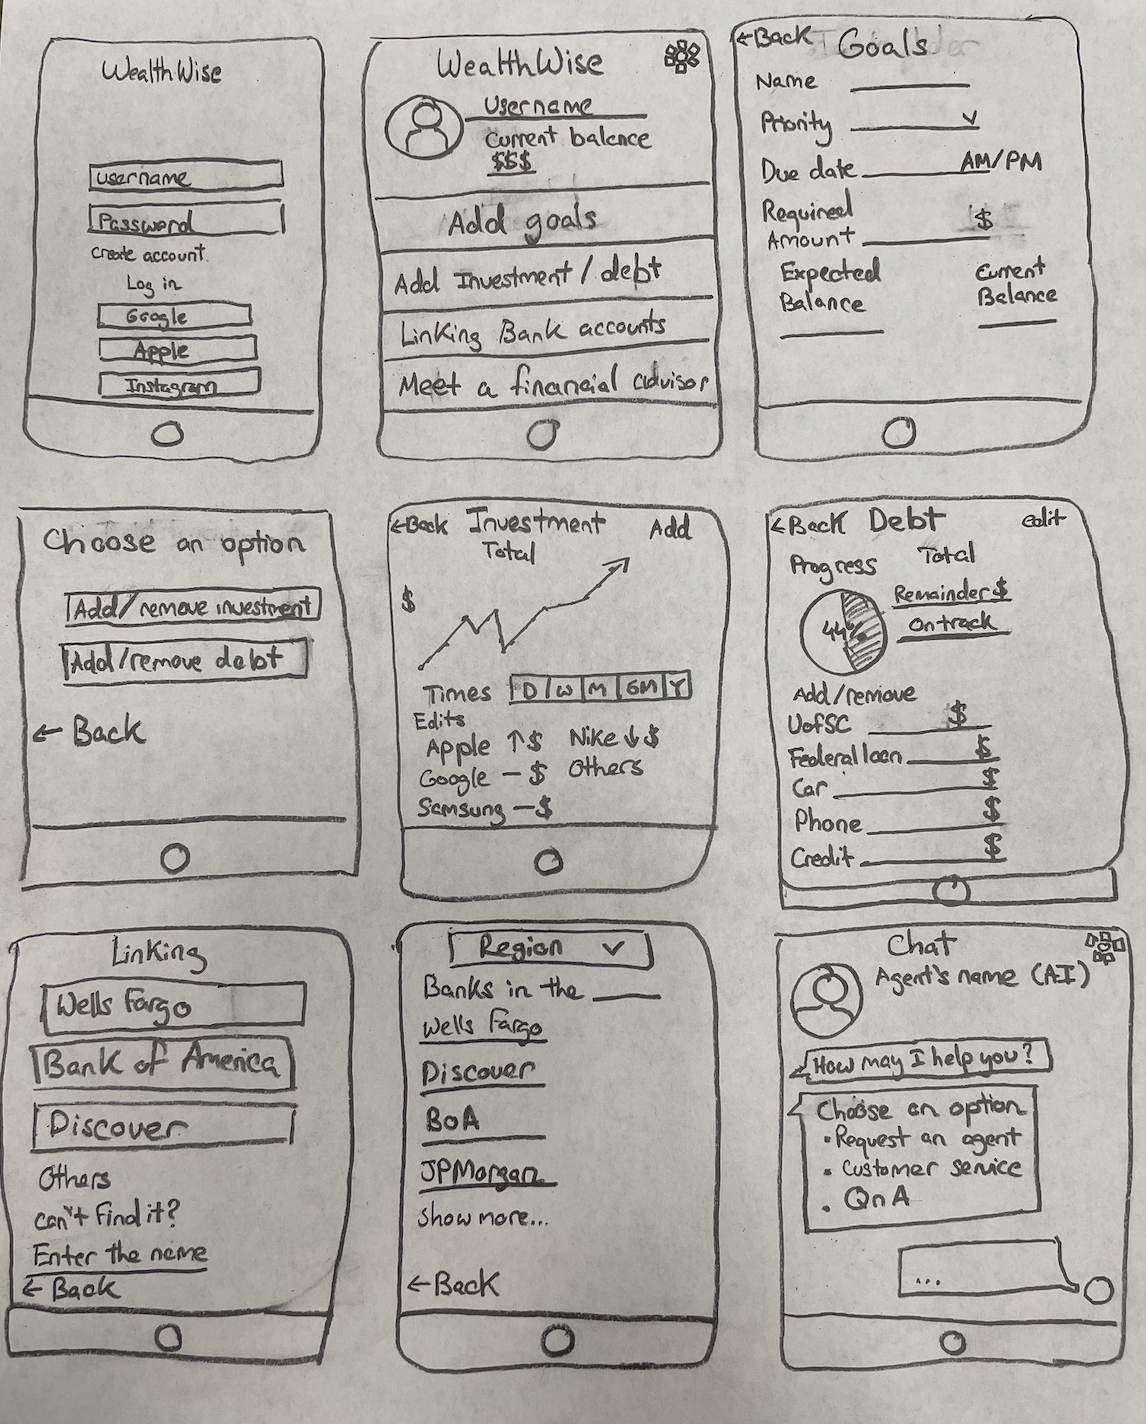 WealthWise
Username
Password
Create account
Log in
Google
Apple
Instagram
WealthWise
Username
Current balance
$$$
Add goals
Add Investment/debt
Linking Bank accounts
Meet a financial advisor
←Back Goals
Name
Priority
Due date AM/PM
Required
Amount $
Expected Current
Balance Balance
Choose an option
Add/remove investment
Add/remove debt
← Back
←Back Investment Add
Total
$
Times D W M 6M Y
Edits
Apple ↑$ Nike ↓$
Google — $ Others
Samsung — $
←Back Debt edit
Progress Total
Remainder $
44% On track
Add/remove
UofSC $
Federal loan $
Car $
Phone $
Credit $
Linking
Wells Fargo
Bank of America
Discover
Others
can't find it?
Enter the name
← Back
Region
Banks in the
Wells Fargo
Discover
BoA
JPMorgan
Show more...
←Back
Chat
Agent's name (AI)
How may I help you?
Choose an option
• Request an agent
• Customer service
• QnA
...